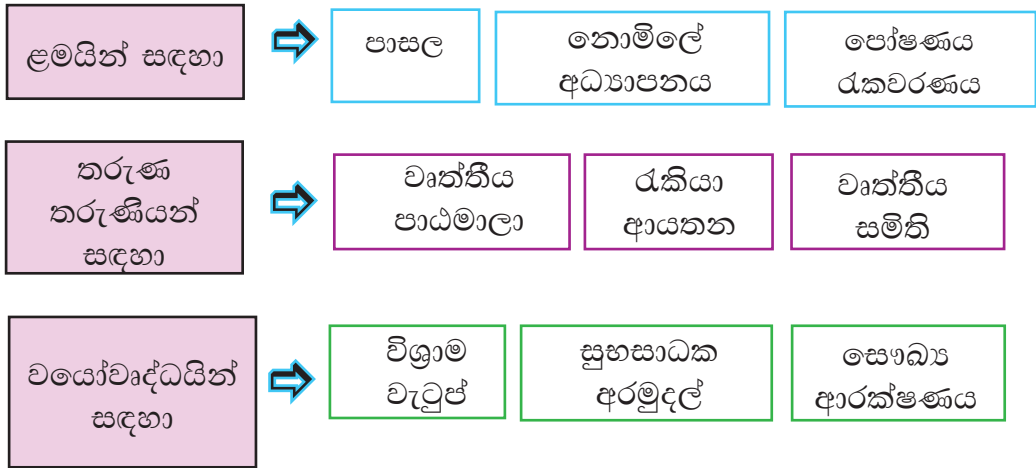 ළමයින් සඳහා
පාසල
නොමිලේ
අධ්‍යාපනය
පෝෂණය
රැකවරණය
තරුණ
තරුණියන්
සඳහා
වෘත්තීය
පාඨමාලා
රැකියා
ආයතන
වෘත්තීය
සමිති
වයෝවෘද්ධයින්
සඳහා
විශ්‍රාම
වැටුප්
සුභසාධක
අරමුදල්
සෞඛ්‍ය
ආරක්ෂණය